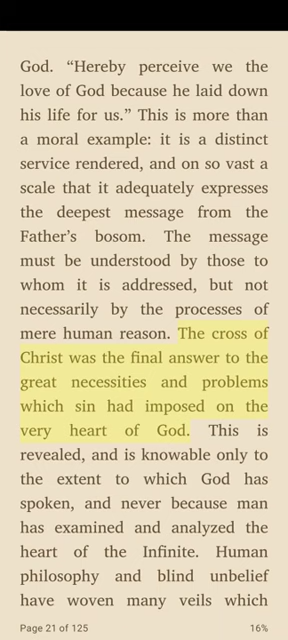 God. “Hereby perceive we the
love of God because he laid down
his life for us.” This is more than
a moral example: it is a distinct
service rendered, and on so vast a
scale that it adequately expresses
the deepest message from the
Father’s bosom. The message
must be understood by those to
whom it is addressed, but not
necessarily by the processes of
mere human reason. The cross of
Christ was the final answer to the
great necessities and problems
which sin had imposed on the
very heart of God. This is
revealed, and is knowable only to
the extent to which God has
spoken, and never because man
has examined and analyzed the
heart of the Infinite. Human
philosophy and blind unbelief
have woven many veils which
Page 21 of 125 16%